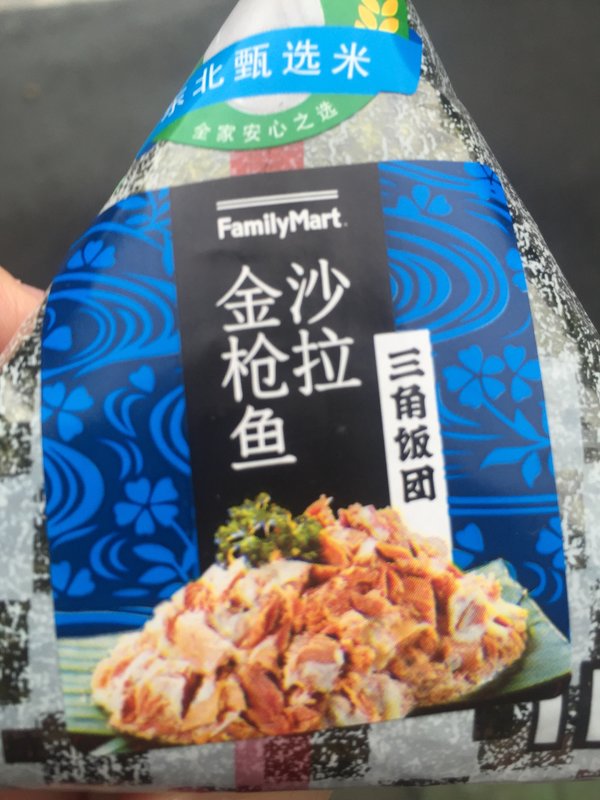 东北甄选米
全家安心之选
FamilyMart
沙拉
金枪鱼
三角饭团